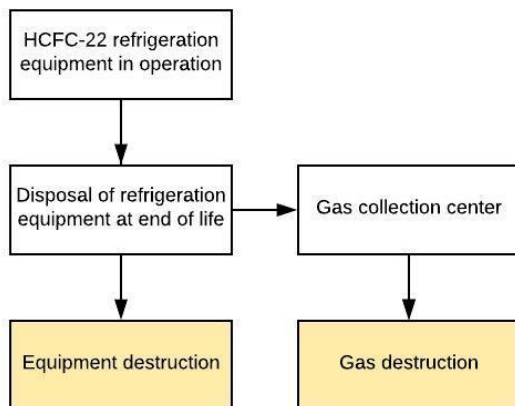 HCFC-22 refrigeration
equipment in operation
Disposal of refrigeration
equipment at end of life
Gas collection center
Equipment destruction
Gas destruction